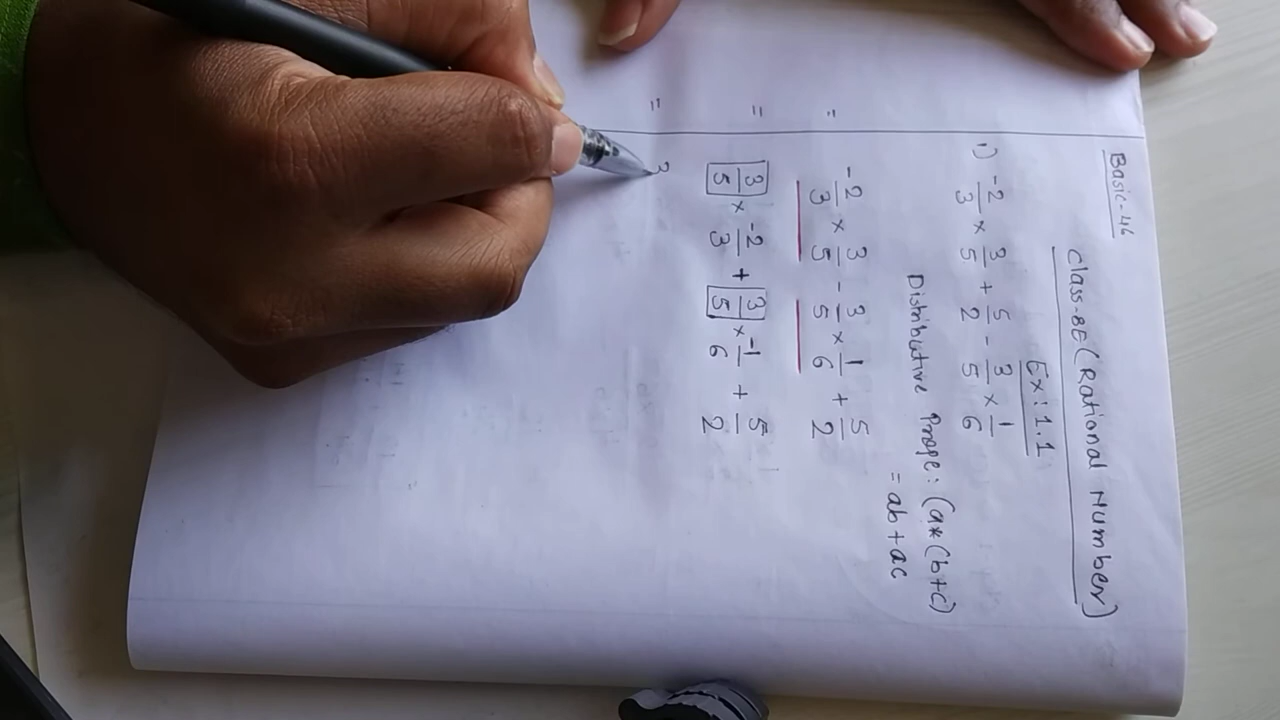 Basic-46
Class-8E (Rational Number)
Ex: 1.1
1) -2/3 × 3/5 + 5/2 - 3/5 × 1/6
Distributive Prope: (a*(b+c)
= ab + ac
= -2/3 × 3/5 - 3/5 × 1/6 + 5/2
= 3/5 × -2/3 + 3/5 × -1/6 + 5/2
= 3